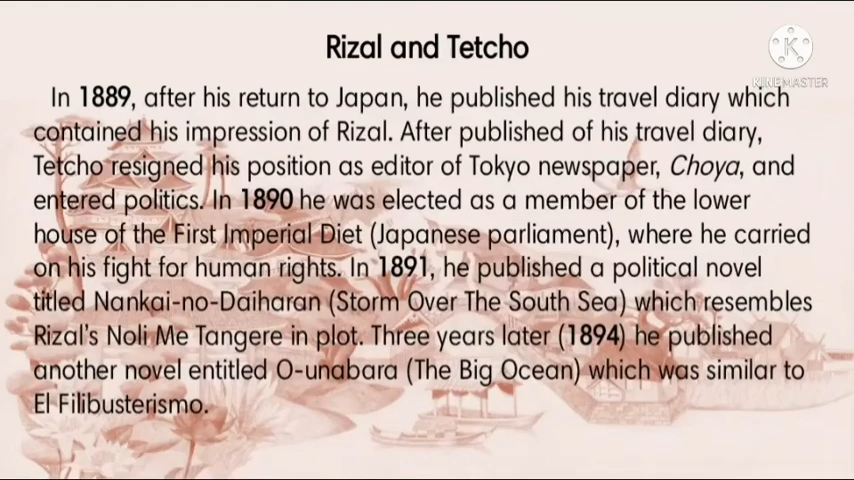 Rizal and Tetcho
K
KINEMASTER
In 1889, after his return to Japan, he published his travel diary which
contained his impression of Rizal. After published of his travel diary,
Tetcho resigned his position as editor of Tokyo newspaper, Choya, and
entered politics. In 1890 he was elected as a member of the lower
house of the First Imperial Diet (Japanese parliament), where he carried
on his fight for human rights. In 1891, he published a political novel
titled Nankai-no-Daiharan (Storm Over The South Sea) which resembles
Rizal's Noli Me Tangere in plot. Three years later (1894) he published
another novel entitled O-unabara (The Big Ocean) which was similar to
El Filibusterismo.